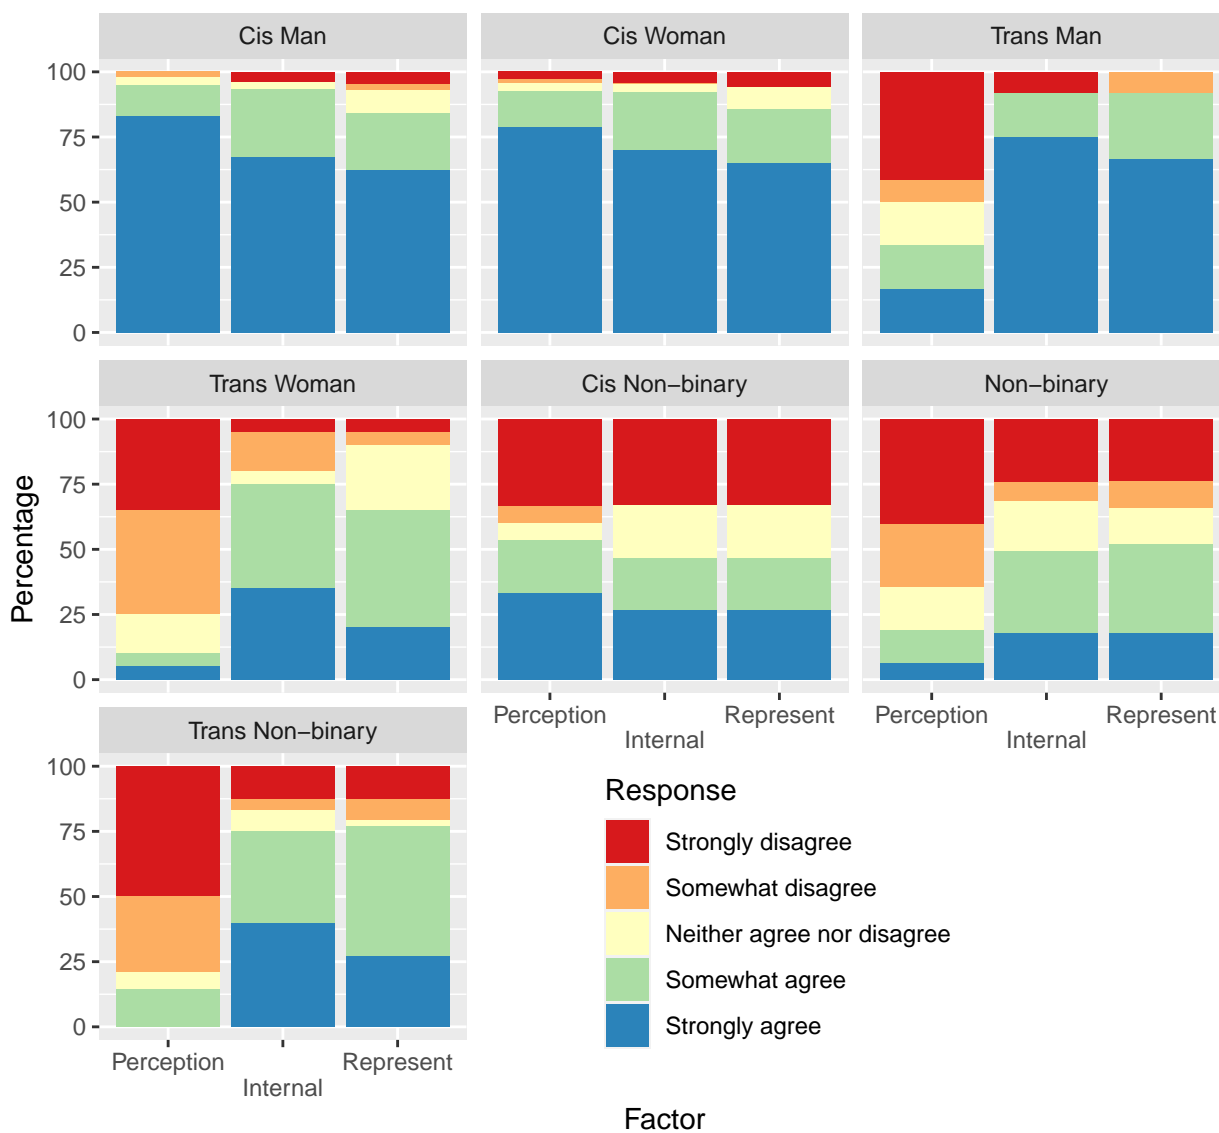 Cis Man
Cis Woman
Trans Man
100
75
50
25
0
Trans Woman
Cis Non−binary
Non−binary
100
75
50
25
0
Percentage
Perception
Internal
Represent
Perception
Internal
Represent
Trans Non−binary
100
75
50
25
0
Perception
Internal
Represent
Response
Strongly disagree
Somewhat disagree
Neither agree nor disagree
Somewhat agree
Strongly agree
Factor